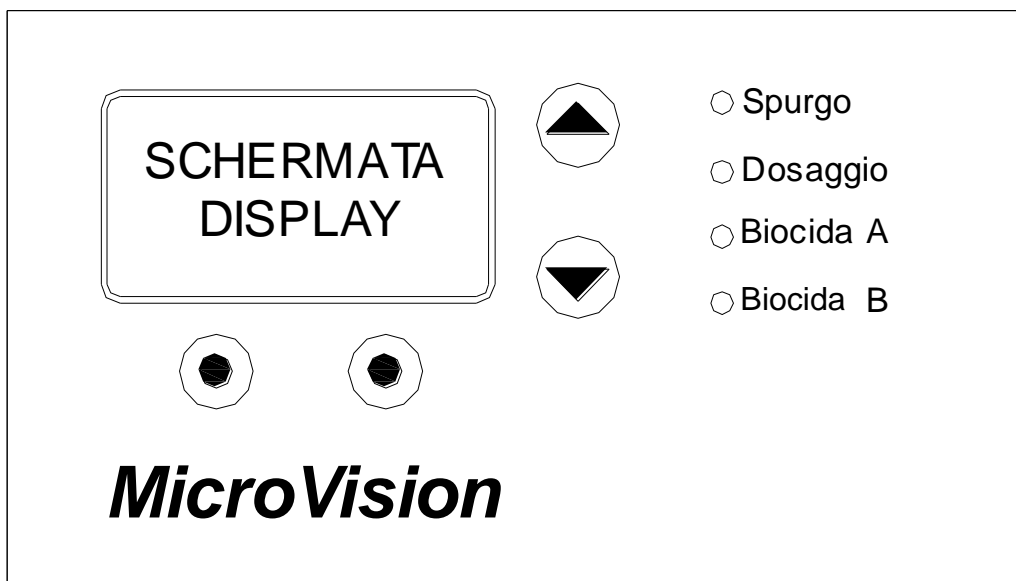 SCHERMATA
DISPLAY
Spurgo
Dosaggio
Biocida A
Biocida B
MicroVision